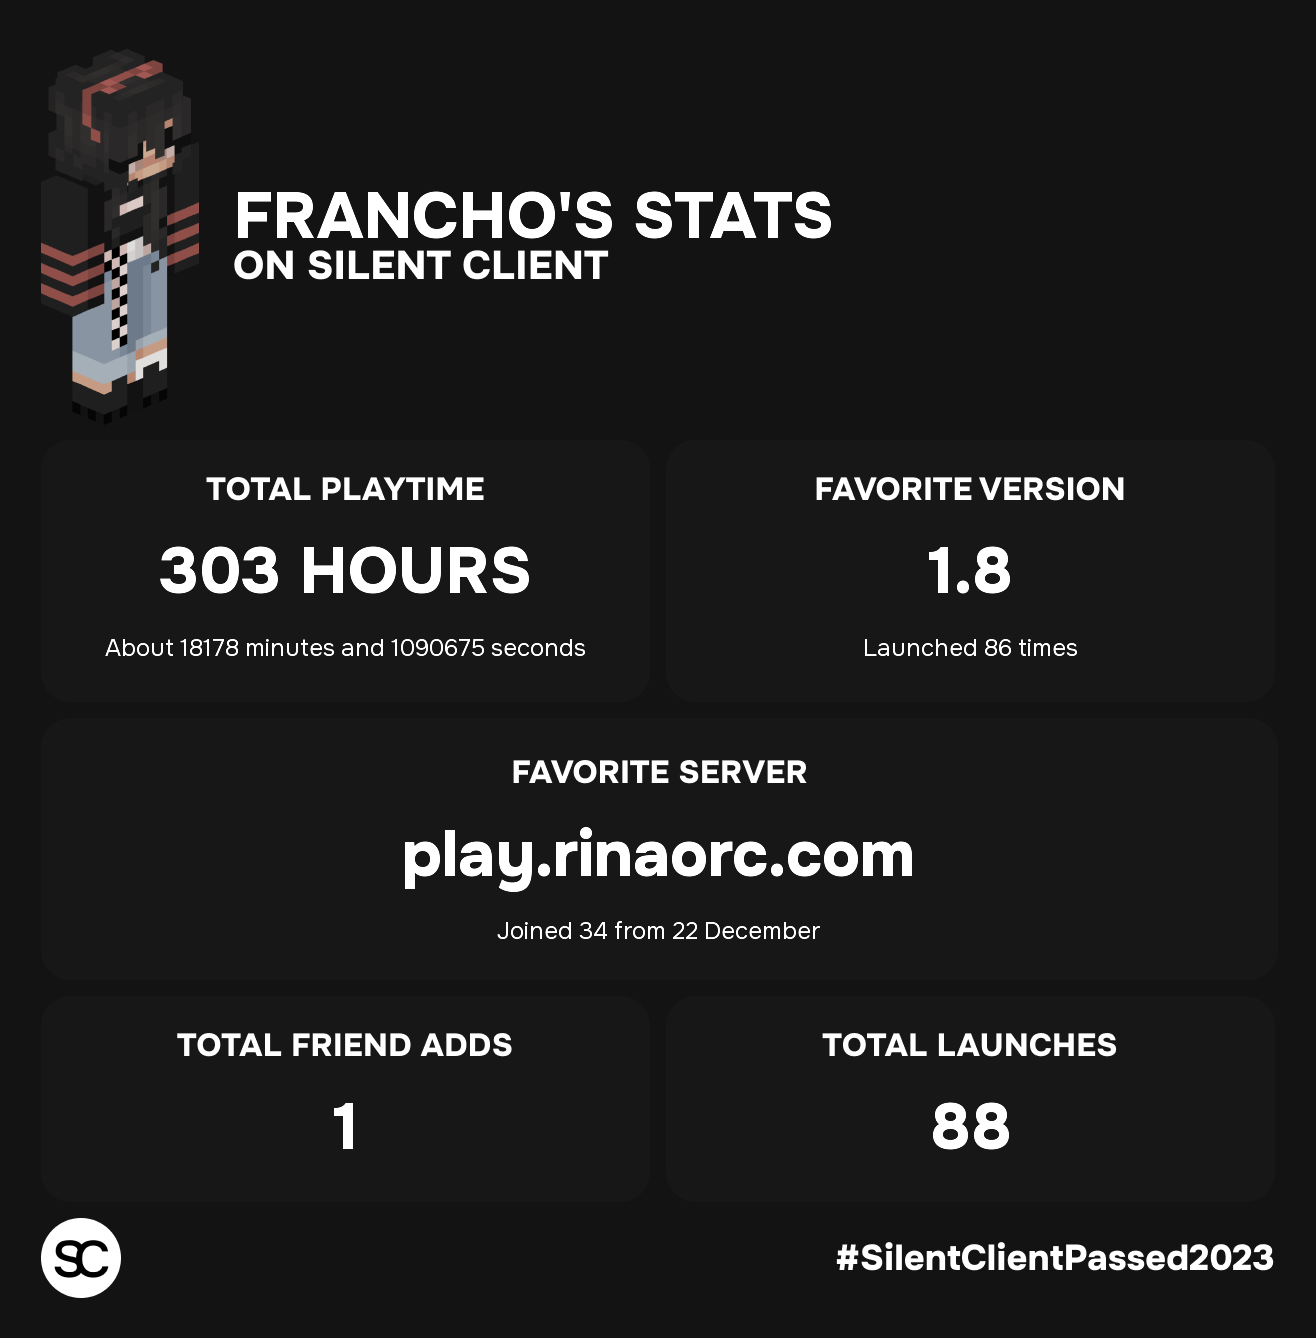 FRANCHO'S STATS
ON SILENT CLIENT
TOTAL PLAYTIME
303 HOURS
About 18178 minutes and 1090675 seconds
FAVORITE VERSION
1.8
Launched 86 times
FAVORITE SERVER
play.rinaorc.com
Joined 34 from 22 December
TOTAL FRIEND ADDS
1
TOTAL LAUNCHES
88
SC
#SilentClientPassed2023